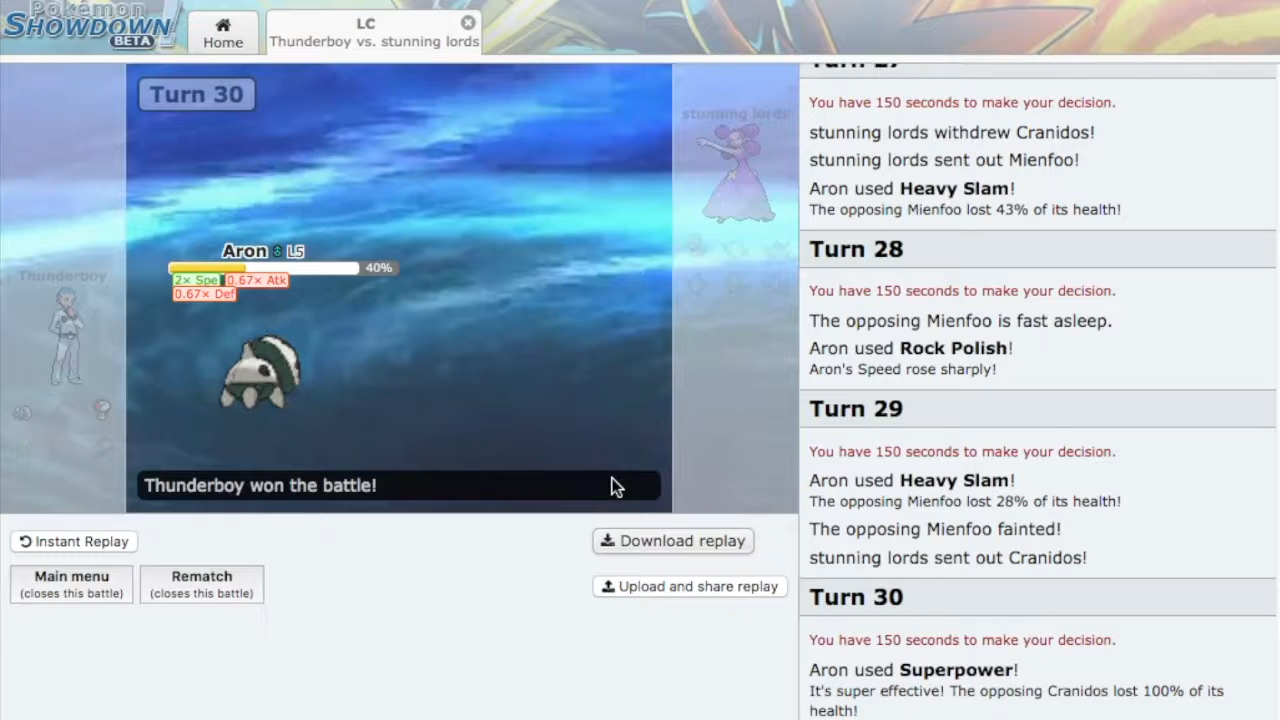 Pokémon
SHOWDOWN!
BETA
Home
LC
Thunderboy vs. stunning lords
Turn 30
stunning lords
Aron L5
40%
2× Spe 0.67× Atk
0.67× Def
Thunderboy
Thunderboy won the battle!
Instant Replay
Download replay
Main menu
(closes this battle)
Rematch
(closes this battle)
Upload and share replay
Turn 27
You have 150 seconds to make your decision.
stunning lords withdrew Cranidos!
stunning lords sent out Mienfoo!
Aron used Heavy Slam!
The opposing Mienfoo lost 43% of its health!
Turn 28
You have 150 seconds to make your decision.
The opposing Mienfoo is fast asleep.
Aron used Rock Polish!
Aron's Speed rose sharply!
Turn 29
You have 150 seconds to make your decision.
Aron used Heavy Slam!
The opposing Mienfoo lost 28% of its health!
The opposing Mienfoo fainted!
stunning lords sent out Cranidos!
Turn 30
You have 150 seconds to make your decision.
Aron used Superpower!
It's super effective! The opposing Cranidos lost 100% of its
health!